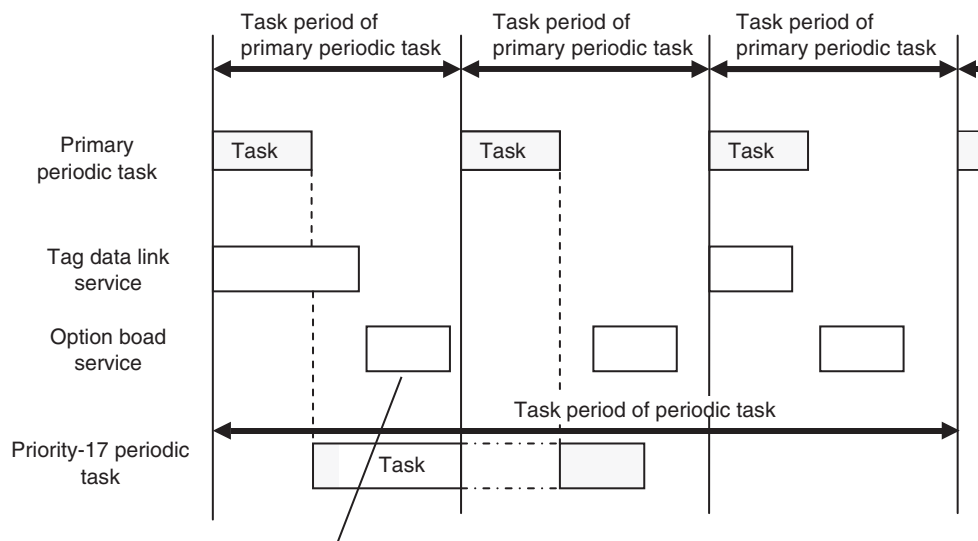 Task period of
primary periodic task
Task period of
primary periodic task
Task period of
primary periodic task
Primary
periodic task
Task
Task
Task
Tag data link
service
Option boad
service
Task period of periodic task
Priority-17 periodic
task
Task